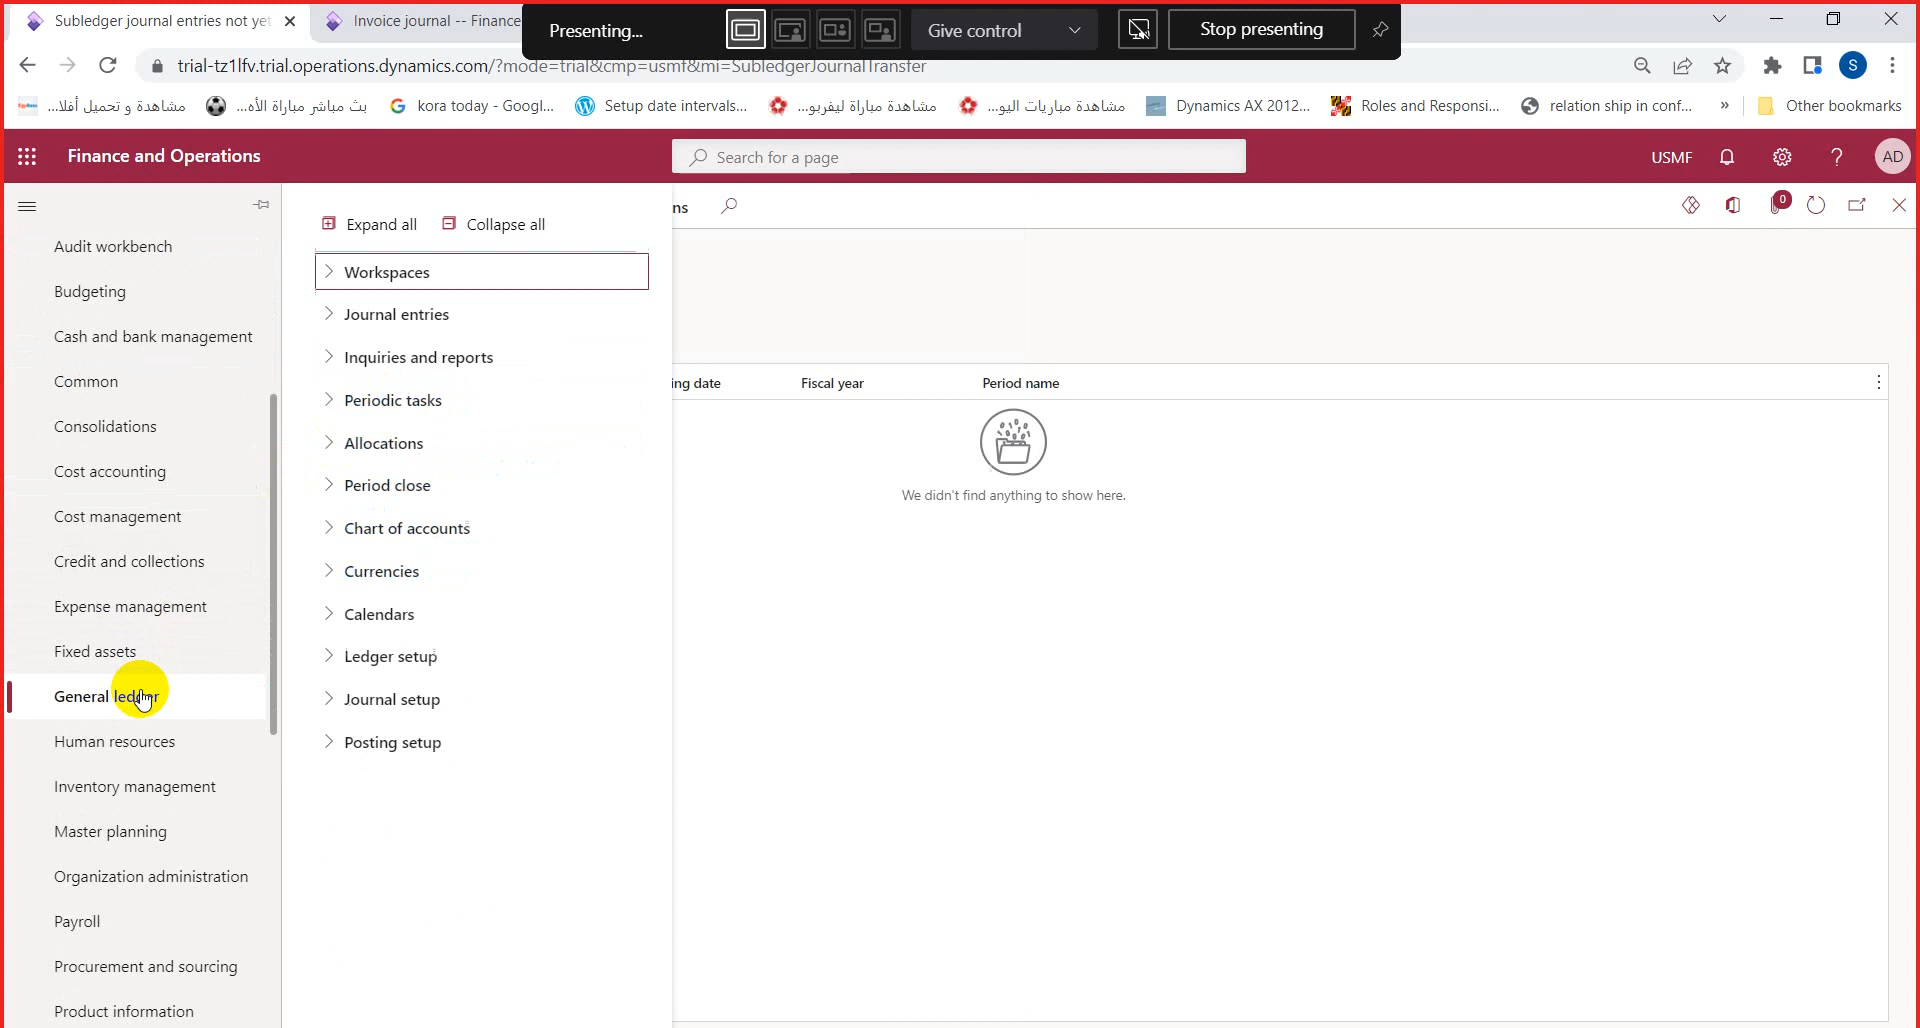 Subledger journal entries not yet
Invoice journal -- Finance
Presenting...
Give control
Stop presenting
trial-tz1lfv.trial.operations.dynamics.com/?mode=trial&cmp=usmf&mi=SubledgerJournalTransfer
S
مشاهدة و تحميل أفلا...
بث مباشر مباراة الأه...
kora today - Googl...
Setup date intervals...
مشاهدة مباراة ليفربو...
مشاهدة مباريات اليو...
Dynamics AX 2012...
Roles and Responsi...
relation ship in conf...
»
Other bookmarks
Finance and Operations
Search for a page
USMF
?
AD
Expand all
Collapse all
ns
0
Audit workbench
Budgeting
Cash and bank management
Common
Consolidations
Cost accounting
Cost management
Credit and collections
Expense management
Fixed assets
General ledger
Human resources
Inventory management
Master planning
Organization administration
Payroll
Procurement and sourcing
Product information
Workspaces
Journal entries
Inquiries and reports
Periodic tasks
Allocations
Period close
Chart of accounts
Currencies
Calendars
Ledger setup
Journal setup
Posting setup
ing date
Fiscal year
Period name
We didn't find anything to show here.